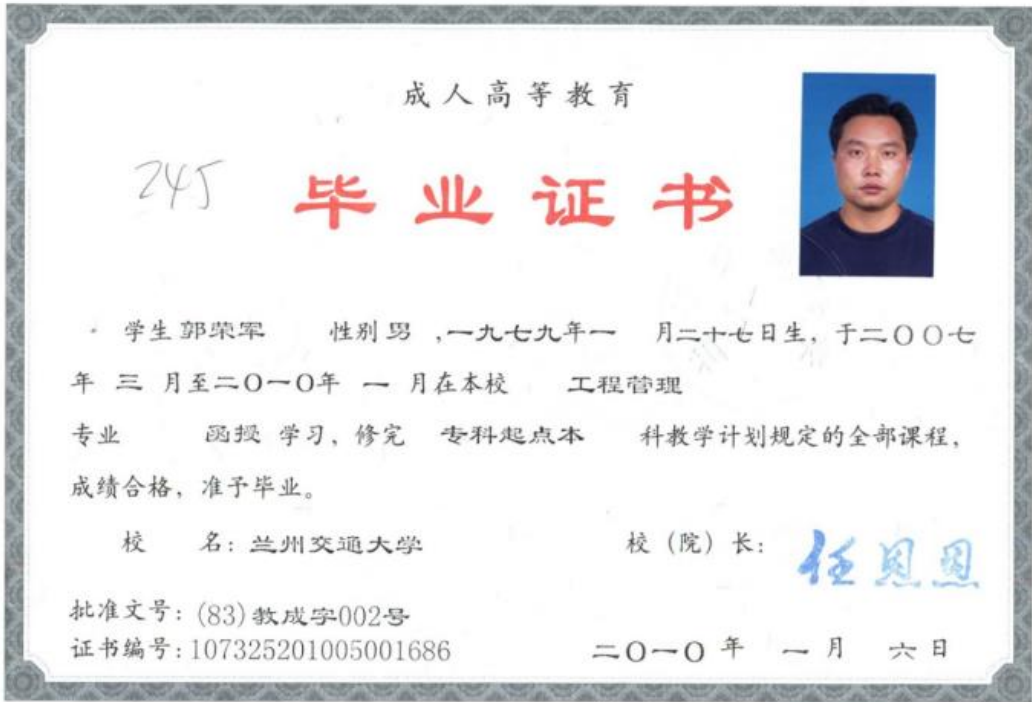 成人高等教育
245
毕业证书
学生 郭荣军 性别 男 ,一九七九年一 月二十七日生, 于二〇〇七
年 三 月至二〇一〇年 一 月在本校 工程管理
专业 函授 学习, 修完 专科起点本 科教学计划规定的全部课程,
成绩合格, 准予毕业。
校 名: 兰州交通大学 校(院)长: 任恩恩
批准文号: (83)教成字002号
证书编号: 107325201005001686 二〇一〇 年 一 月 六 日